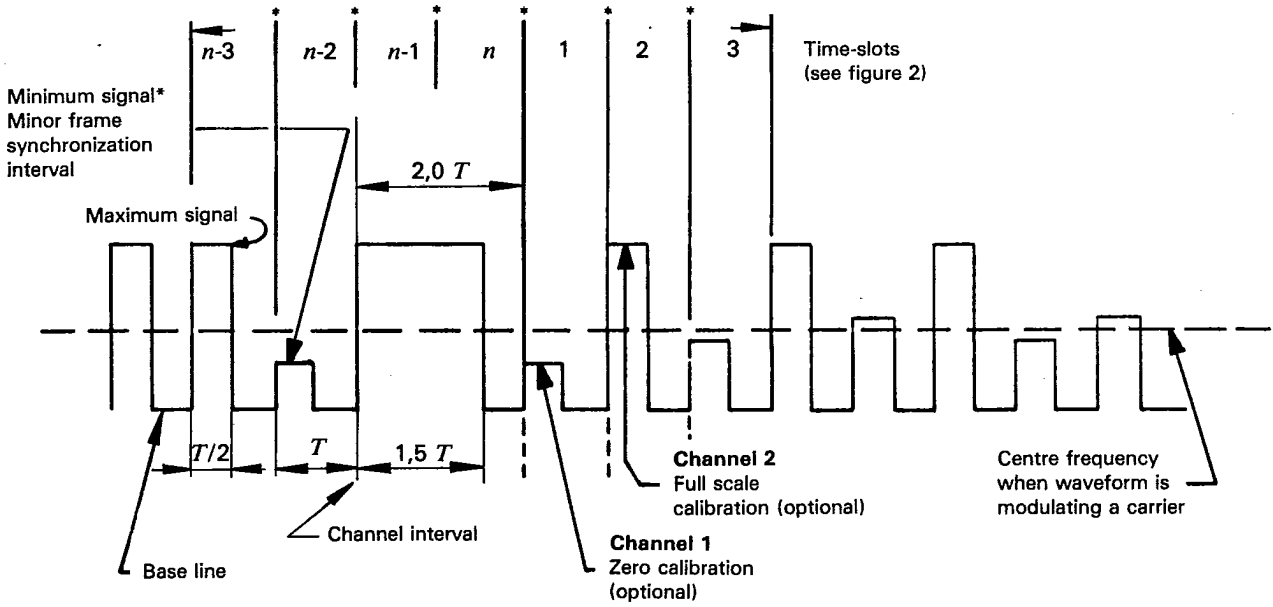 * * * * * *
n-3 n-2 n-1 n 1 2 3
Time-slots
(see figure 2)
Minimum signal*
Minor frame
synchronization
interval
2,0 T
Maximum signal
T/2 T 1,5 T
Channel 2
Full scale
calibration (optional)
Centre frequency
when waveform is
modulating a carrier
Channel interval
Channel 1
Zero calibration
(optional)
Base line